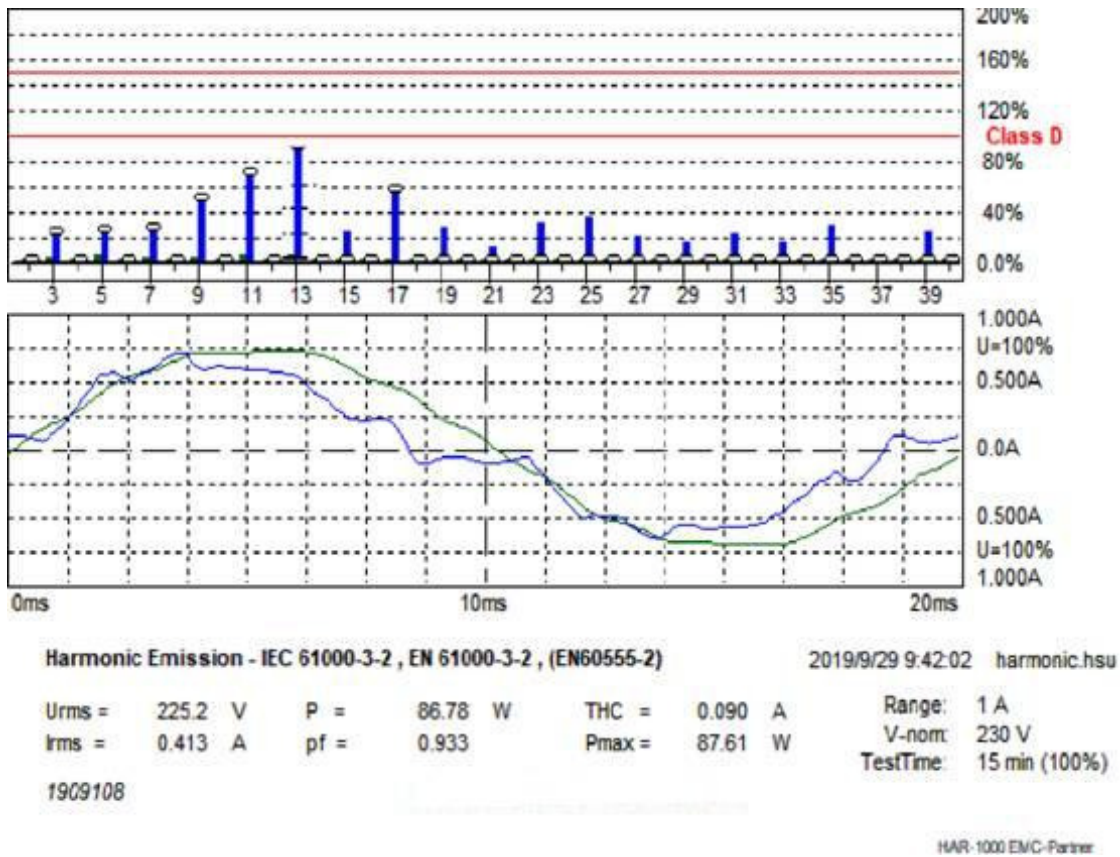 200%
160%
120%
Class D
80%
40%
0.0%
3 5 7 9 11 13 15 17 19 21 23 25 27 29 31 33 35 37 39
1.000A
U=100%
0.500A
0.0A
0.500A
U=100%
1.000A
0ms 10ms 20ms
Harmonic Emission - IEC 61000-3-2 , EN 61000-3-2 , (EN60555-2) 2019/9/29 9:42:02 harmonic.hsu
Urms = 225.2 V P = 86.78 W THC = 0.090 A Range: 1 A
Irms = 0.413 A pf = 0.933 Pmax = 87.61 W V-nom: 230 V
TestTime: 15 min (100%)
1909108
HAR-1000 EMC-Partner